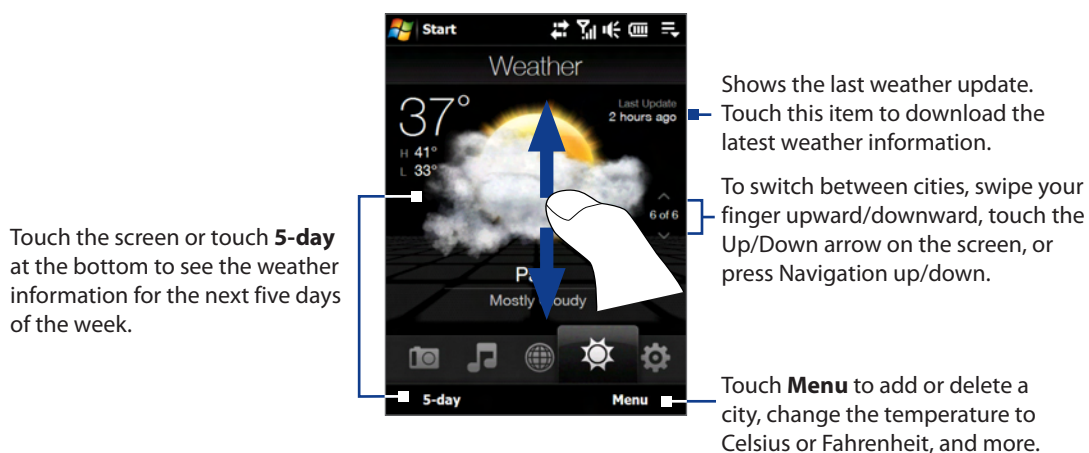 Start
Weather
37°
H 41°
L 33°
Last Update
2 hours ago
6 of 6
Mostly
5-day
Menu
Shows the last weather update.
Touch this item to download the
latest weather information.
To switch between cities, swipe your
finger upward/downward, touch the
Up/Down arrow on the screen, or
press Navigation up/down.
Touch the screen or touch 5-day
at the bottom to see the weather
information for the next five days
of the week.
Touch Menu to add or delete a
city, change the temperature to
Celsius or Fahrenheit, and more.